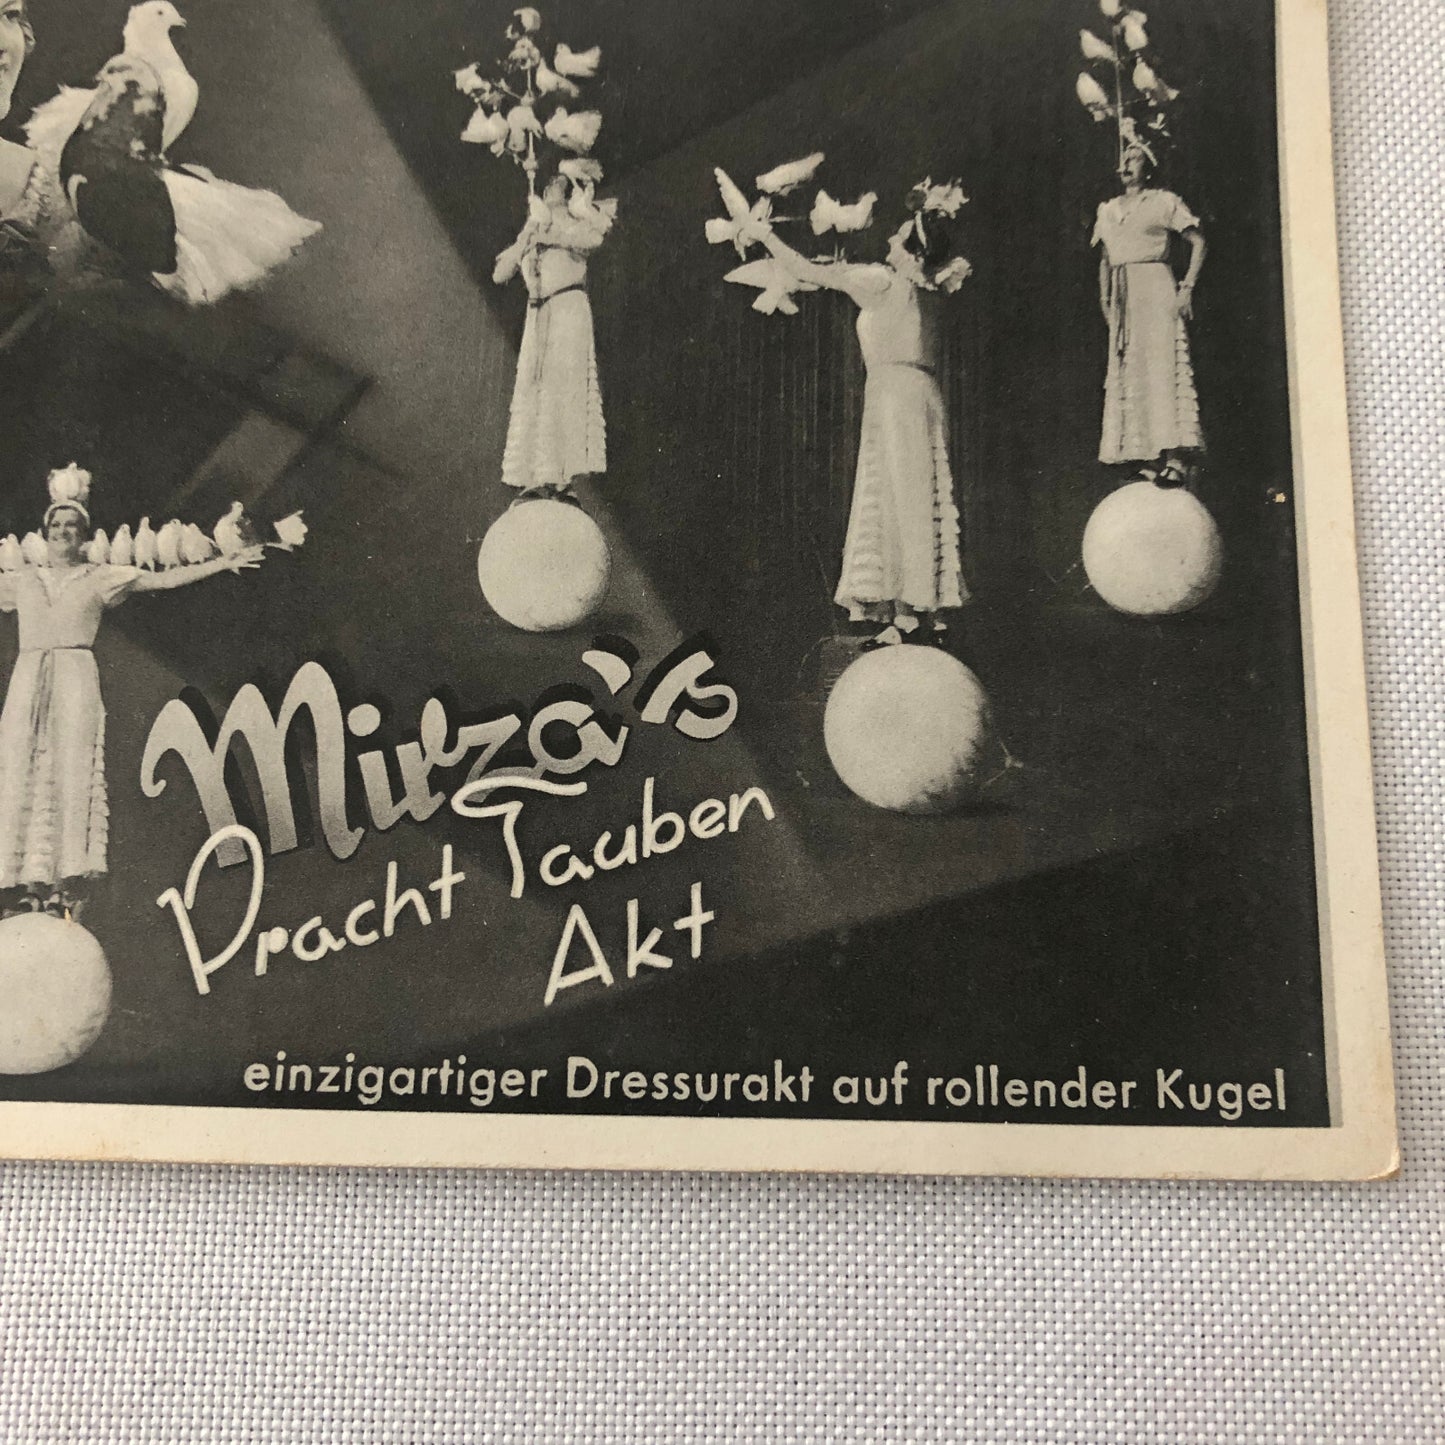 Mirza's
Pracht Tauben
Akt
einzigartiger Dressurakt auf rollender Kugel